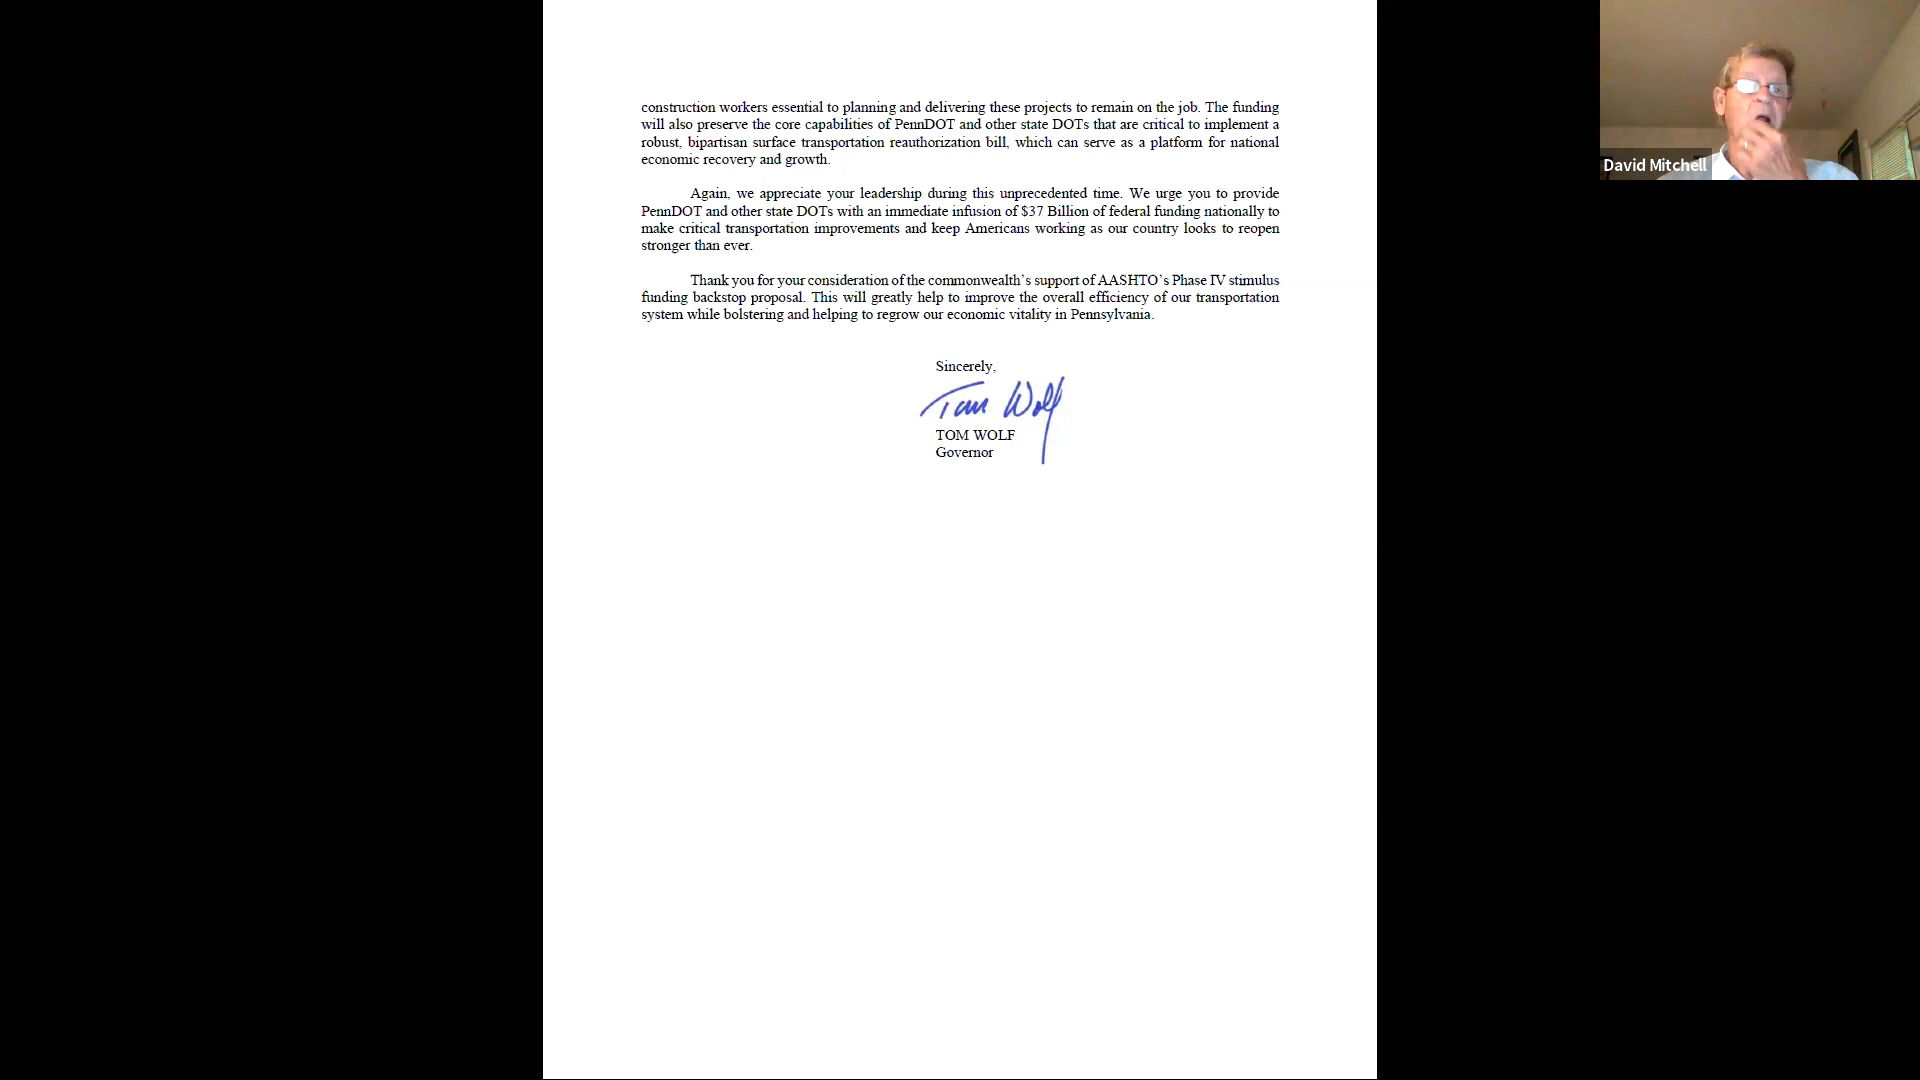 construction workers essential to planning and delivering these projects to remain on the job. The funding
will also preserve the core capabilities of PennDOT and other state DOTs that are critical to implement a
robust, bipartisan surface transportation reauthorization bill, which can serve as a platform for national
economic recovery and growth.
Again, we appreciate your leadership during this unprecedented time. We urge you to provide
PennDOT and other state DOTs with an immediate infusion of $37 Billion of federal funding nationally to
make critical transportation improvements and keep Americans working as our country looks to reopen
stronger than ever.
Thank you for your consideration of the commonwealth’s support of AASHTO’s Phase IV stimulus
funding backstop proposal. This will greatly help to improve the overall efficiency of our transportation
system while bolstering and helping to regrow our economic vitality in Pennsylvania.
Sincerely,
Tom Wolf
TOM WOLF
Governor
David Mitchell